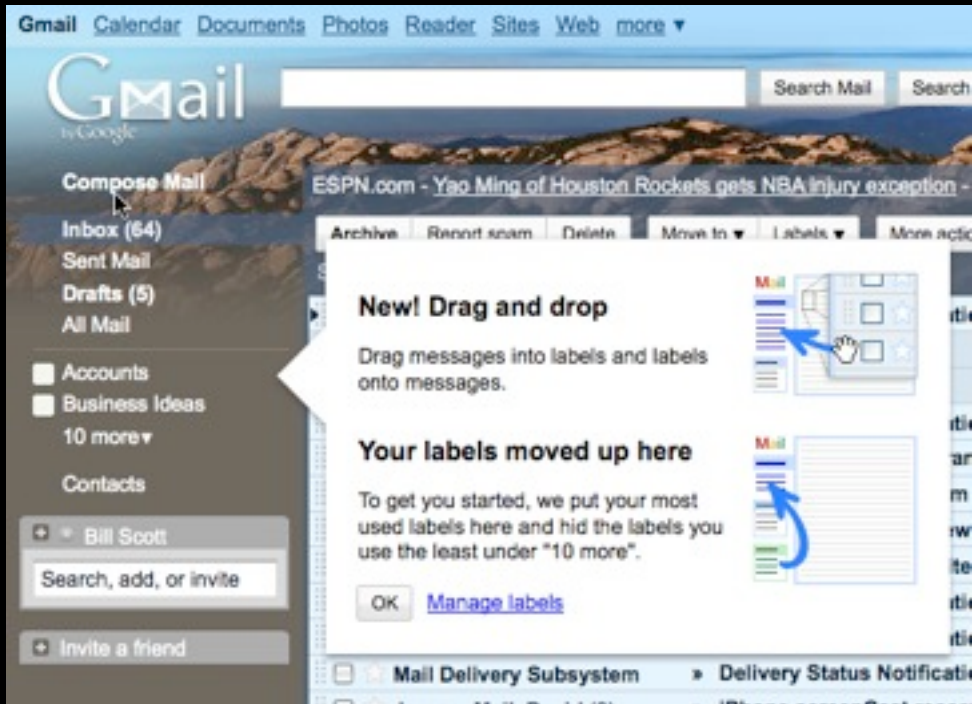 Gmail Calendar Documents Photos Reader Sites Web more ▼
Gmail
by Google
Search Mail Search
Compose Mail
ESPN.com - Yao Ming of Houston Rockets gets NBA Injury exception -
Inbox (64)
Archive Report spam Delete Move to ▼ Labels ▼ More
Sent Mail
Drafts (5)
All Mail
Accounts
Business Ideas
10 more▼
Contacts
Bill Scott
Search, add, or invite
Invite a friend
New! Drag and drop
Mail
Drag messages into labels and labels
onto messages.
Your labels moved up here
Mail
To get you started, we put your most
used labels here and hid the labels you
use the least under "10 more".
OK Manage labels
Mail Delivery Subsystem » Delivery Status